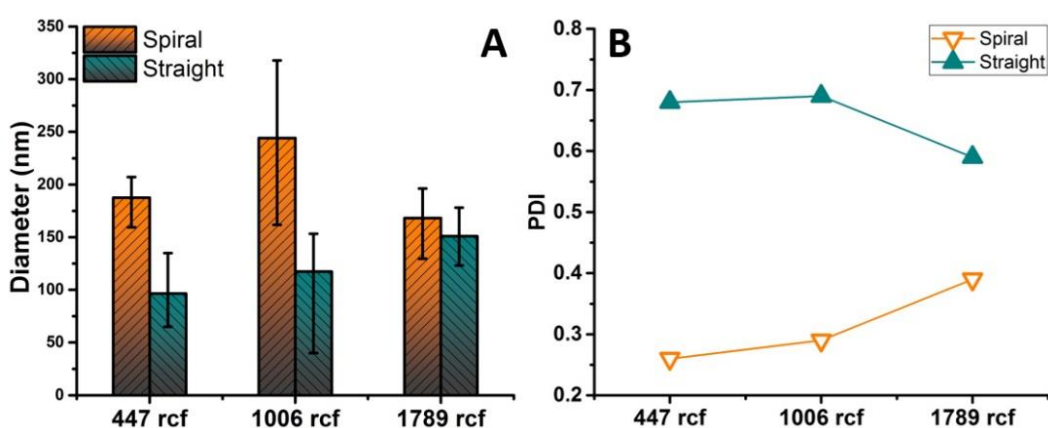 A
Spiral
Straight
Diameter (nm)
350
300
250
200
150
100
50
0
447 rcf
1006 rcf
1789 rcf
B
Spiral
Straight
PDI
0.8
0.7
0.6
0.5
0.4
0.3
0.2
447 rcf
1006 rcf
1789 rcf